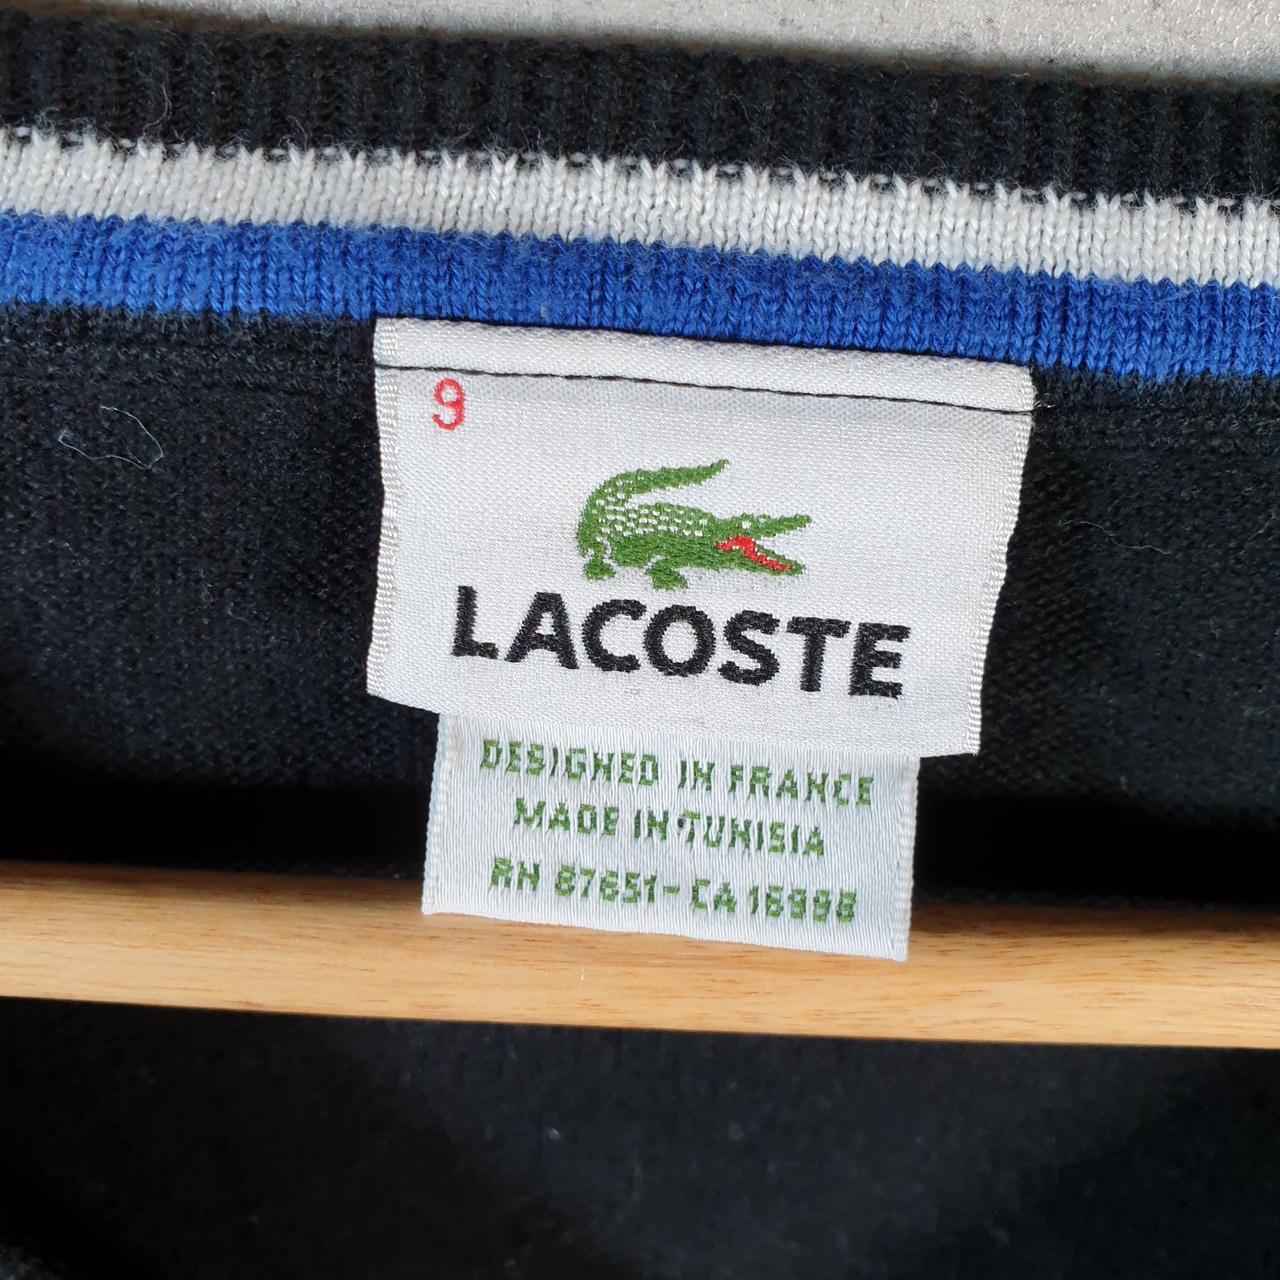 9
LACOSTE
DESIGNED IN FRANCE
MADE IN TUNISIA
RN 87651-CA 16998